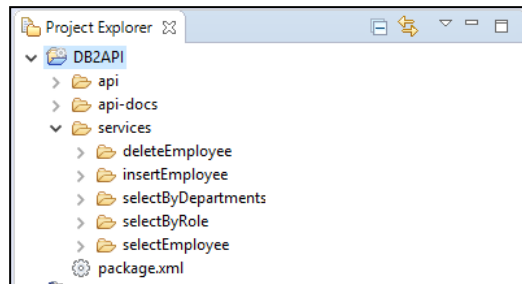 Project Explorer
DB2API
api
api-docs
services
deleteEmployee
insertEmployee
selectByDepartments
selectByRole
selectEmployee
package.xml